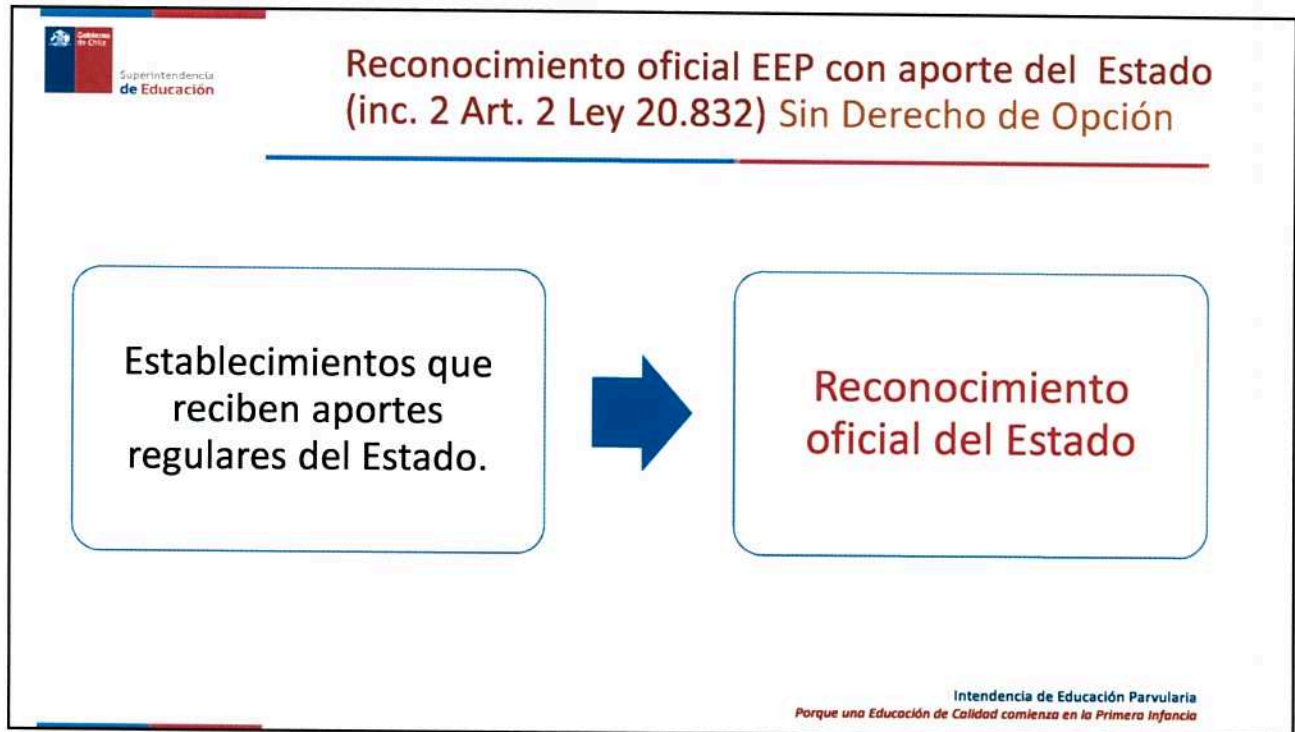 Gobierno
de Chile
Superintendencia
de Educación
Reconocimiento oficial EEP con aporte del Estado
(inc. 2 Art. 2 Ley 20.832) Sin Derecho de Opción
Establecimientos que
reciben aportes
regulares del Estado.
Reconocimiento
oficial del Estado
Intendencia de Educación Parvularia
Porque una Educación de Calidad comienza en la Primera Infancia